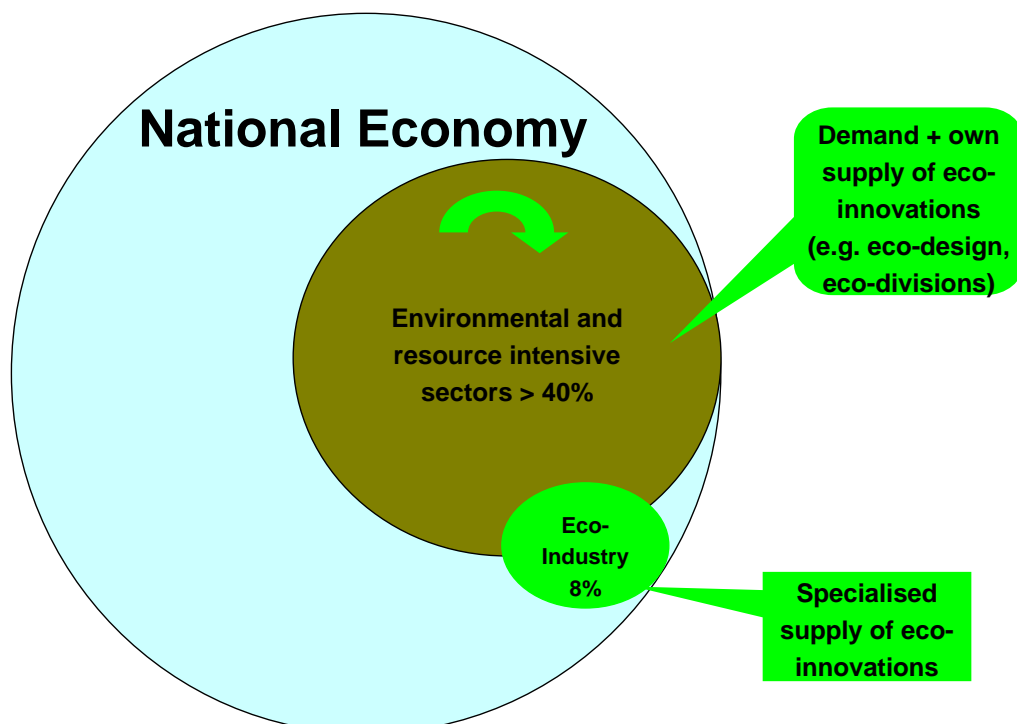 National Economy
Demand + own
supply of eco-
innovations
(e.g. eco-design,
eco-divisions)
Environmental and
resource intensive
sectors > 40%
Eco-
Industry
8%
Specialised
supply of eco-
innovations